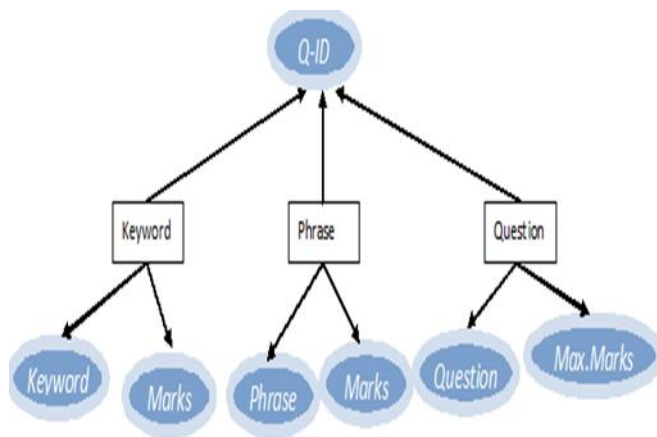 Q-ID
Keyword
Phrase
Question
Keyword
Marks
Phrase
Marks
Question
Max.Marks